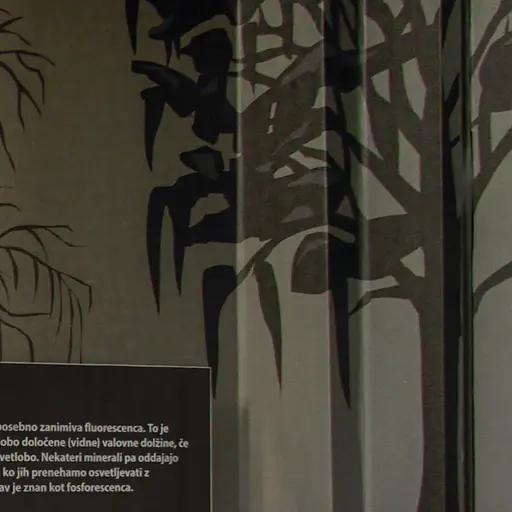 posebno zanimiva fluorescenca. To je
lobo določene (vidne) valovne dolžine, če
vetlobo. Nekateri minerali pa oddajajo
ko jih prenehamo osvetljevati z
av je znan kot fosforescenca.